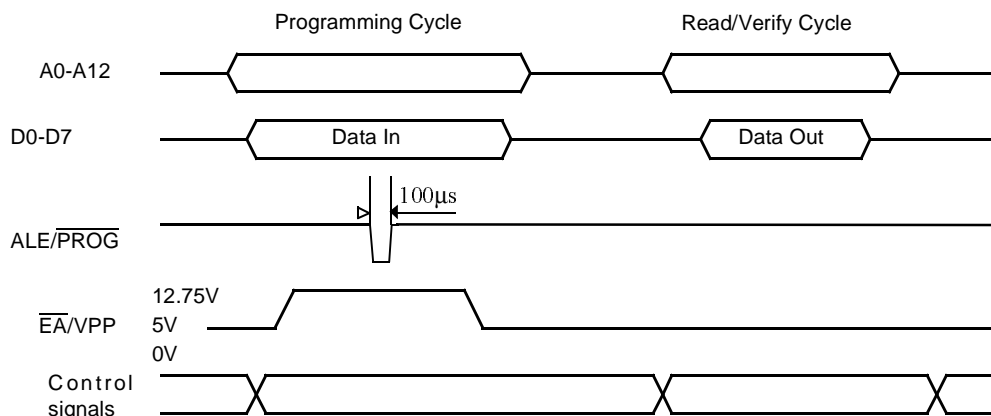 Programming Cycle Read/Verify Cycle
A0-A12
D0-D7 Data In Data Out
100μs
ALE/PROG
12.75V
EA/VPP 5V
0V
Control
signals